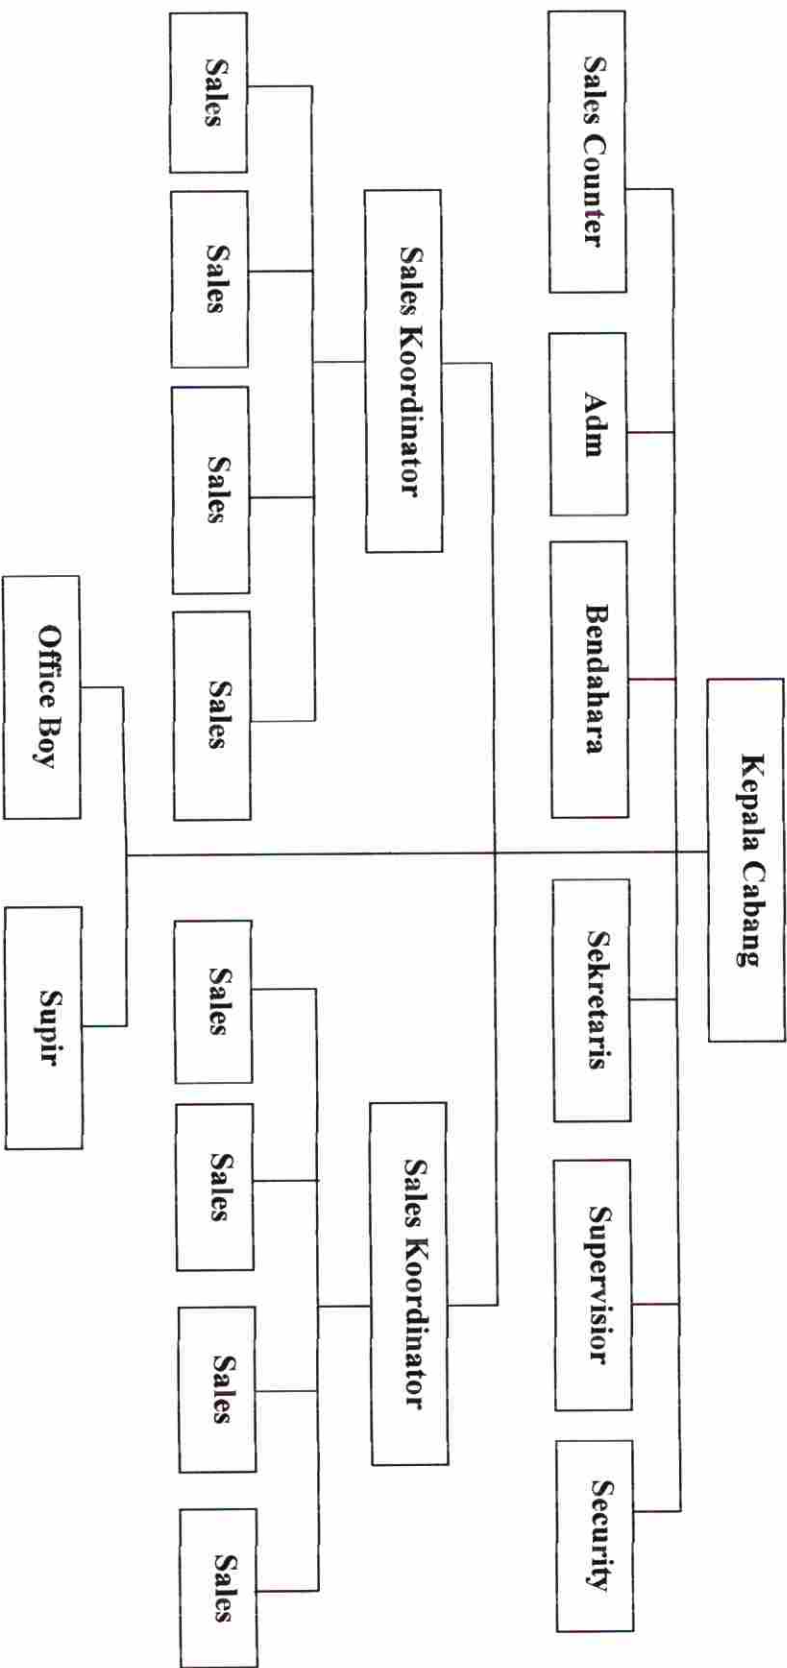 Kepala Cabang
Sales Counter
Adm
Bendahara
Sekretaris
Supervisior
Security
Sales Koordinator
Sales Koordinator
Sales
Sales
Sales
Sales
Sales
Sales
Sales
Sales
Office Boy
Supir